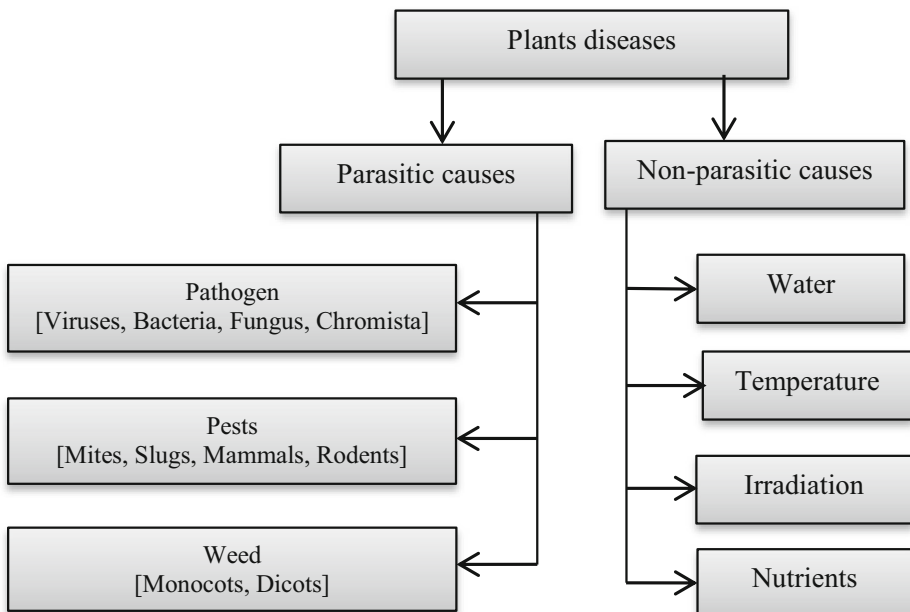 Plants diseases
Parasitic causes
Non-parasitic causes
Pathogen
[Viruses, Bacteria, Fungus, Chromista]
Pests
[Mites, Slugs, Mammals, Rodents]
Weed
[Monocots, Dicots]
Water
Temperature
Irradiation
Nutrients